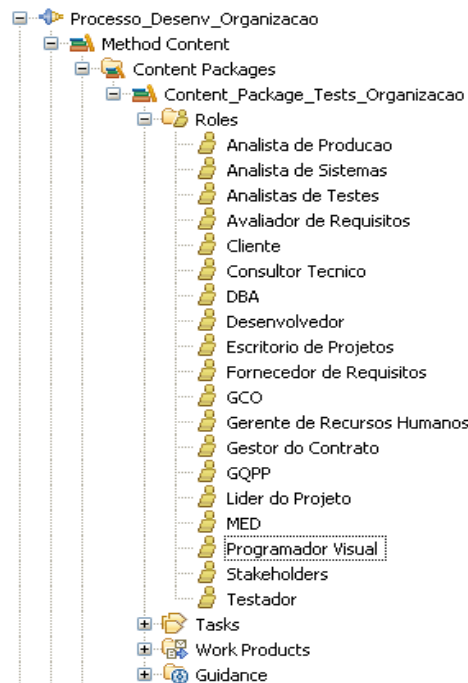 Processo_Desenv_Organizacao
Method Content
Content Packages
Content_Package_Tests_Organizacao
Roles
Analista de Producao
Analista de Sistemas
Analistas de Testes
Avaliador de Requisitos
Cliente
Consultor Tecnico
DBA
Desenvolvedor
Escritorio de Projetos
Fornecedor de Requisitos
GCO
Gerente de Recursos Humanos
Gestor do Contrato
GQPP
Lider do Projeto
MED
Programador Visual
Stakeholders
Testador
Tasks
Work Products
Guidance